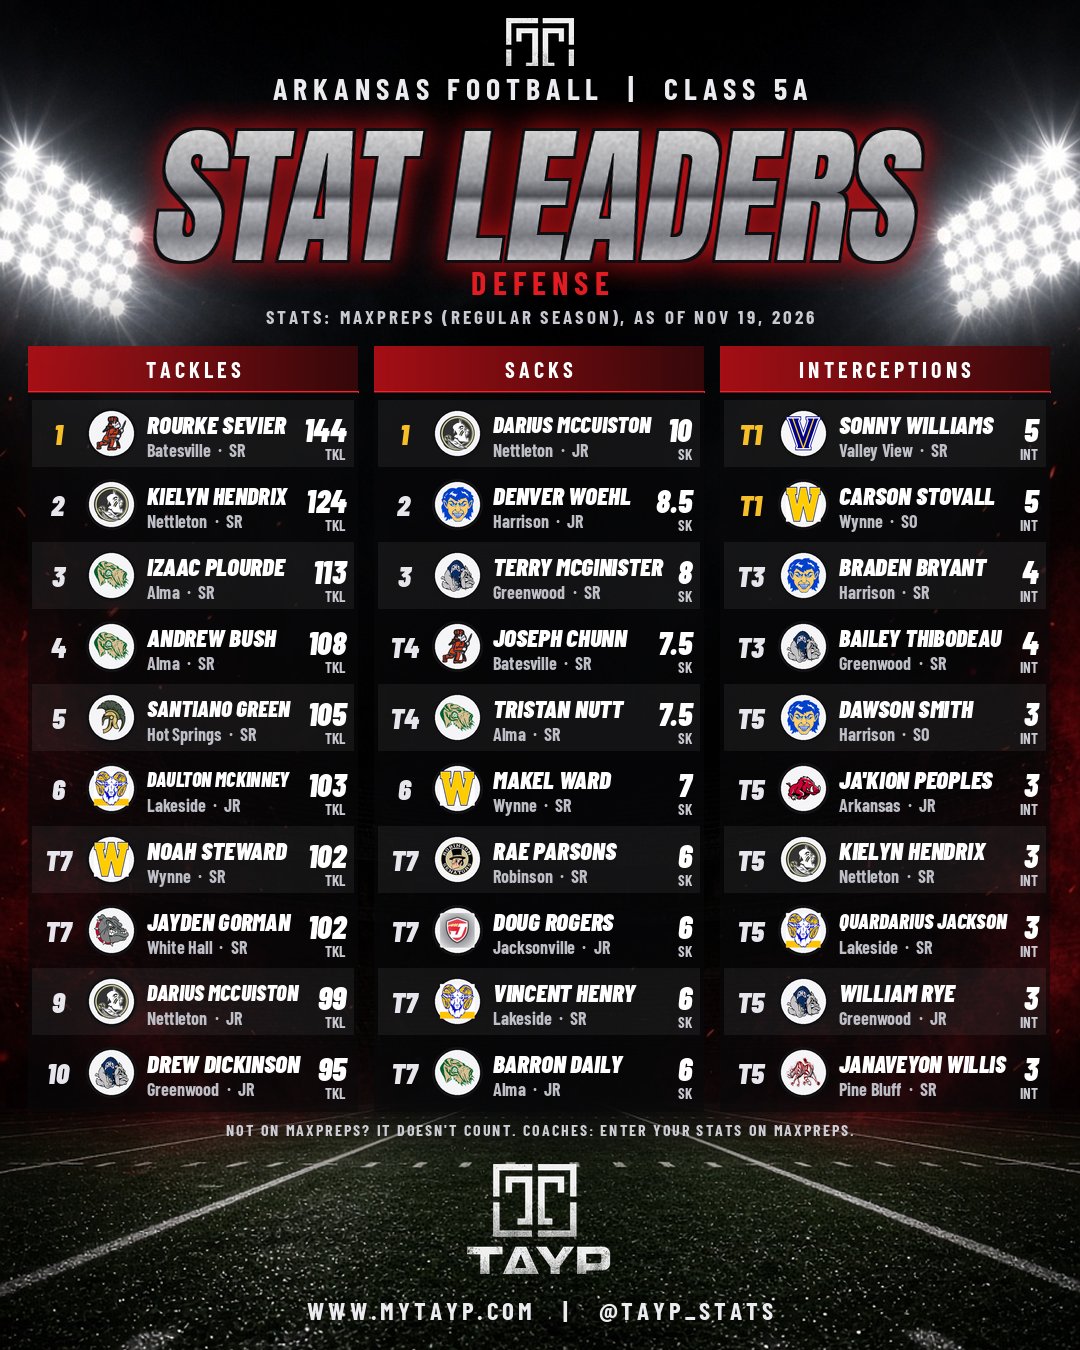 ARKANSAS FOOTBALL | CLASS 5A
STAT LEADERS
DEFENSE
STATS: MAXPREPS (REGULAR SEASON), AS OF NOV 19, 2026
TACKLES
1 ROURKE SEVIER 144
Batesville · SR TKL
2 KIELYN HENDRIX 124
Nettleton · SR TKL
3 IZAAC PLOURDE 113
Alma · SR TKL
4 ANDREW BUSH 108
Alma · SR TKL
5 SANTIANO GREEN 105
Hot Springs · SR TKL
6 DAULTON MCKINNEY 103
Lakeside · JR TKL
T7 NOAH STEWARD 102
Wynne · SR TKL
T7 JAYDEN GORMAN 102
White Hall · SR TKL
9 DARIUS MCCUISTON 99
Nettleton · JR TKL
10 DREW DICKINSON 95
Greenwood · JR TKL
SACKS
1 DARIUS MCCUISTON 10
Nettleton · JR SK
2 DENVER WOEHL 8.5
Harrison · JR SK
3 TERRY MCGINISTER 8
Greenwood · SR SK
T4 JOSEPH CHUNN 7.5
Batesville · SR SK
T4 TRISTAN NUTT 7.5
Alma · SR SK
6 MAKEL WARD 7
Wynne · SR SK
T7 RAE PARSONS 6
Robinson · SR SK
T7 DOUG ROGERS 6
Jacksonville · JR SK
T7 VINCENT HENRY 6
Lakeside · SR SK
T7 BARRON DAILY 6
Alma · JR SK
INTERCEPTIONS
T1 SONNY WILLIAMS 5
Valley View · SR INT
T1 CARSON STOVALL 5
Wynne · SO INT
T3 BRADEN BRYANT 4
Harrison · SR INT
T3 BAILEY THIBODEAU 4
Greenwood · SR INT
T5 DAWSON SMITH 3
Harrison · SO INT
T5 JA'KION PEOPLES 3
Arkansas · JR INT
T5 KIELYN HENDRIX 3
Nettleton · SR INT
T5 QUARDARIUS JACKSON 3
Lakeside · SR INT
T5 WILLIAM RYE 3
Greenwood · JR INT
T5 JANAVEYON WILLIS 3
Pine Bluff · SR INT
NOT ON MAXPREPS? IT DOESN'T COUNT. COACHES: ENTER YOUR STATS ON MAXPREPS.
TAYP
WWW.MYTAYP.COM | @TAYP_STATS